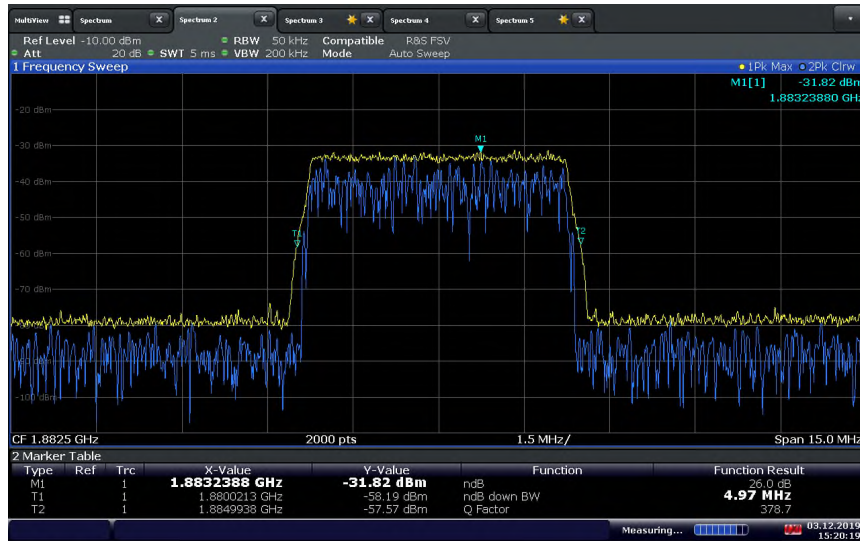 MultiView Spectrum X Spectrum 2 X Spectrum 3 X Spectrum 4 X Spectrum 5 X
Ref Level -10.00 dBm RBW 50 kHz Compatible R&S FSV
Att 20 dB SWT 5 ms VBW 200 kHz Mode Auto Sweep
1 Frequency Sweep 1Pk Max 2Pk Clrw
M1[1] -31.82 dBm
1.88323880 GHz
-20 dBm
M1
-30 dBm
-40 dBm
-50 dBm
T1 T2
-60 dBm
-70 dBm
-100 dBm
CF 1.8825 GHz 2000 pts 1.5 MHz/ Span 15.0 MHz
2 Marker Table
Type Ref Trc X-Value Y-Value Function Function Result
M1 1 1.8832388 GHz -31.82 dBm ndB 26.0 dB
T1 1 1.8800213 GHz -58.19 dBm ndB down BW 4.97 MHz
T2 1 1.8849938 GHz -57.57 dBm Q Factor 378.7
Measuring... 03.12.2019
15:20:19